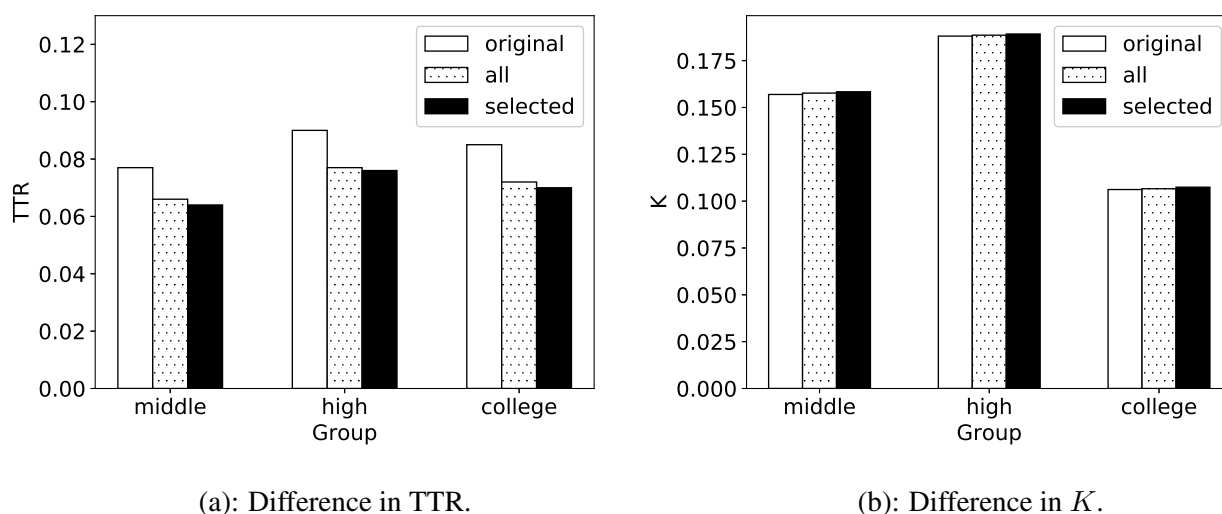 0.12
0.10
0.08
0.06
0.04
0.02
0.00
TTR
original
all
selected
middle high college
Group
(a): Difference in TTR.
0.175
0.150
0.125
0.100
0.075
0.050
0.025
0.000
K
original
all
selected
middle high college
Group
(b): Difference in K.